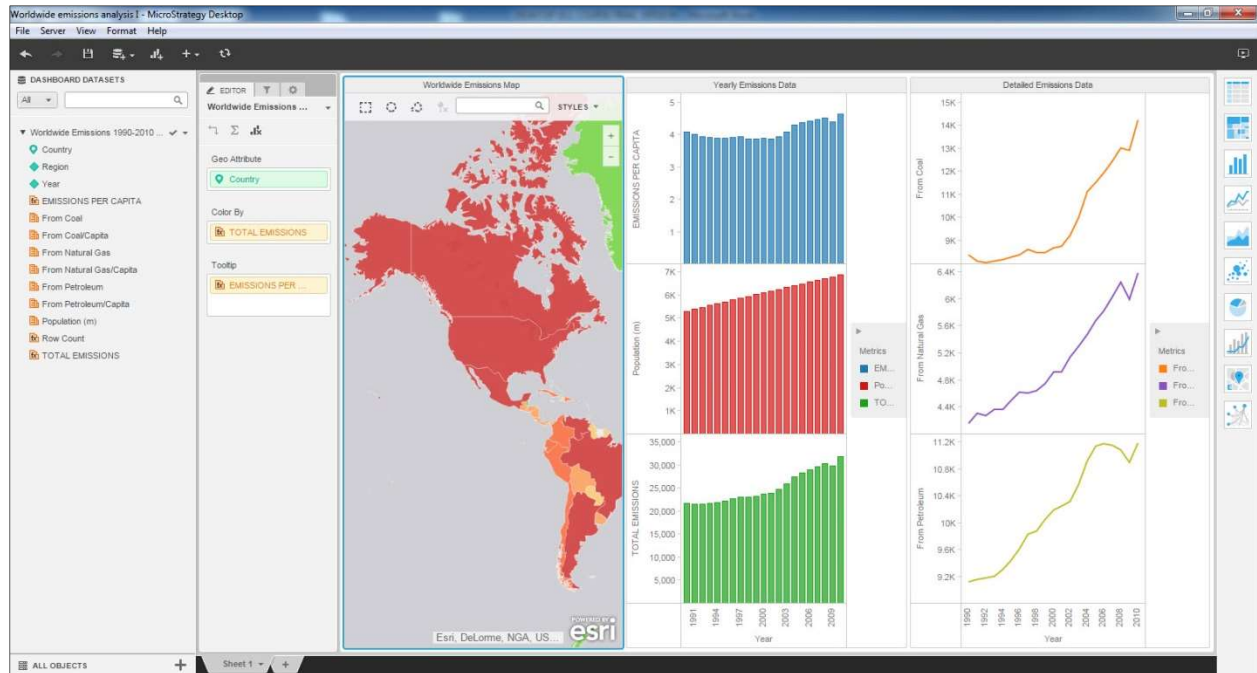 Worldwide emissions analysis I - MicroStrategy Desktop
File Server View Format Help
DASHBOARD DATASETS
All
Worldwide Emissions 1990-2010 ...
Country
Region
Year
EMISSIONS PER CAPITA
From Coal
From Coal/Capita
From Natural Gas
From Natural Gas/Capita
From Petroleum
From Petroleum/Capita
Population (m)
Row Count
TOTAL EMISSIONS
ALL OBJECTS
EDITOR
Worldwide Emissions ...
Geo Attribute
Country
Color By
TOTAL EMISSIONS
Tooltip
EMISSIONS PER ...
Worldwide Emissions Map
STYLES
+
−
POWERED BY
esri
Esri, DeLorme, NGA, US...
Sheet 1
+
Yearly Emissions Data
EMISSIONS PER CAPITA
5
4
3
2
1
Population (m)
7K
6K
5K
4K
3K
2K
1K
TOTAL EMISSIONS
35,000
30,000
25,000
20,000
15,000
10,000
5,000
1991 1994 1997 2000 2003 2006 2009
Year
Metrics
EM...
Po...
TO...
Detailed Emissions Data
From Coal
15K
14K
13K
12K
11K
10K
9K
From Natural Gas
6.4K
6K
5.6K
5.2K
4.8K
4.4K
From Petroleum
11.2K
10.8K
10.4K
10K
9.6K
9.2K
1990 1992 1994 1996 1998 2000 2002 2004 2006 2008 2010
Year
Metrics
Fro...
Fro...
Fro...